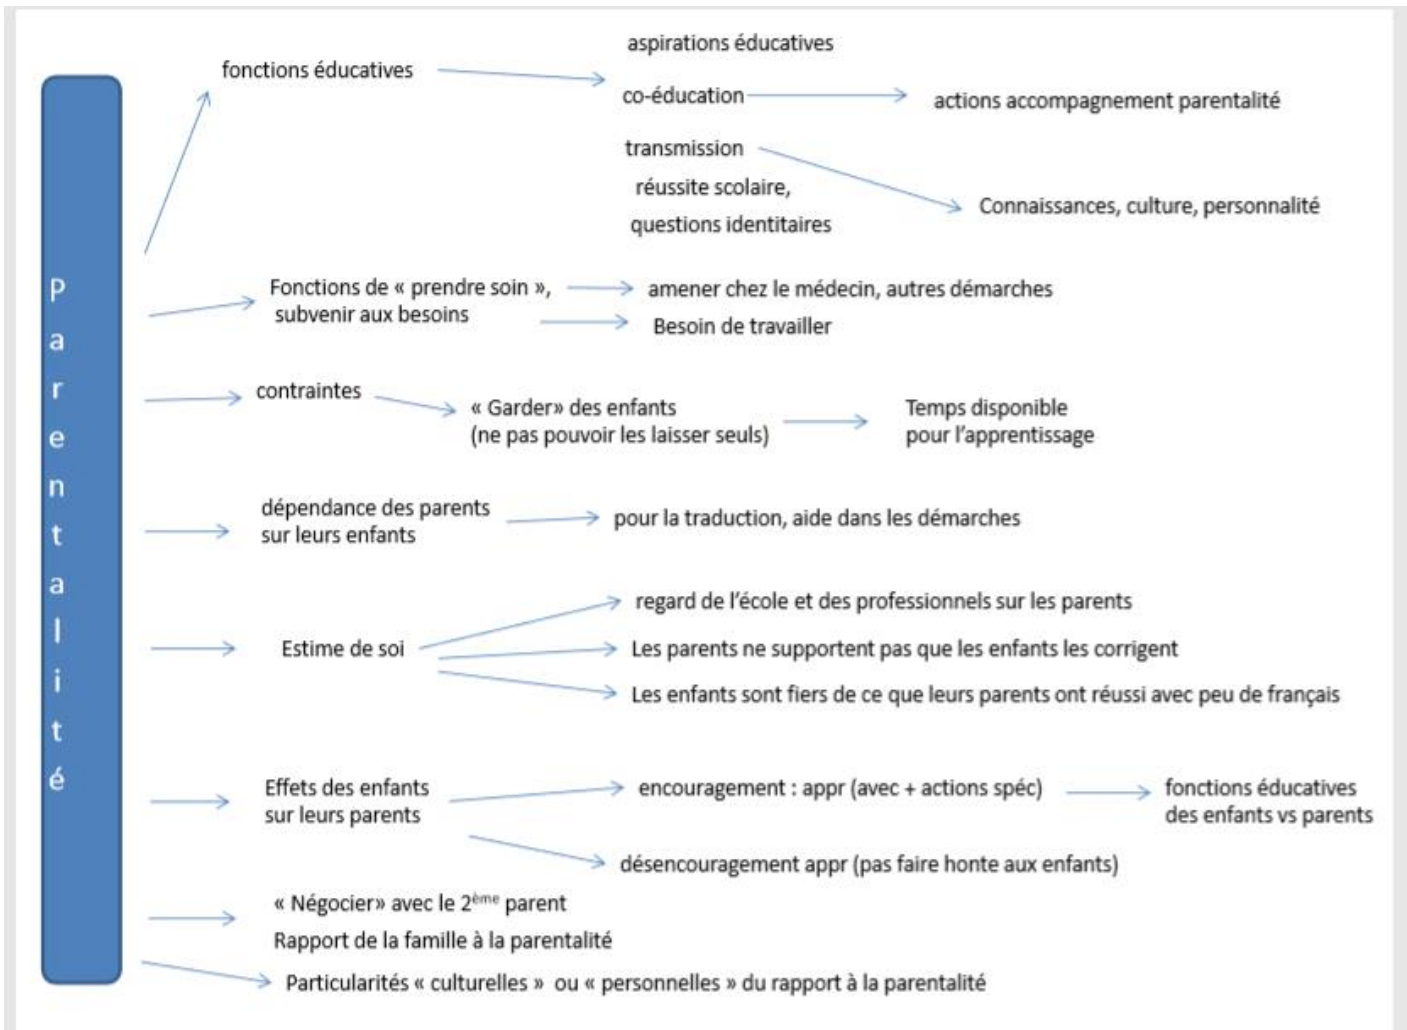 Parentalité
fonctions éducatives
aspirations éducatives
co-éducation
actions accompagnement parentalité
transmission
réussite scolaire,
questions identitaires
Connaissances, culture, personnalité
Fonctions de « prendre soin »,
subvenir aux besoins
amener chez le médecin, autres démarches
Besoin de travailler
contraintes
« Garder» des enfants
(ne pas pouvoir les laisser seuls)
Temps disponible
pour l'apprentissage
dépendance des parents
sur leurs enfants
pour la traduction, aide dans les démarches
Estime de soi
regard de l'école et des professionnels sur les parents
Les parents ne supportent pas que les enfants les corrigent
Les enfants sont fiers de ce que leurs parents ont réussi avec peu de français
Effets des enfants
sur leurs parents
encouragement : appr (avec + actions spéc)
fonctions éducatives
des enfants vs parents
désencouragement appr (pas faire honte aux enfants)
« Négocier» avec le 2ème parent
Rapport de la famille à la parentalité
Particularités « culturelles » ou « personnelles » du rapport à la parentalité